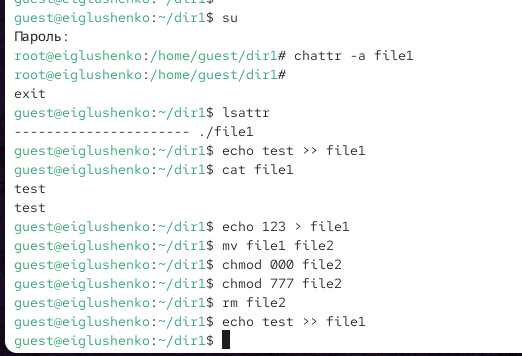 guest@eiglushenko:~/dir1$ su
Пароль:
root@eiglushenko:/home/guest/dir1# chattr -a file1
root@eiglushenko:/home/guest/dir1#
exit
guest@eiglushenko:~/dir1$ lsattr
---------------------- ./file1
guest@eiglushenko:~/dir1$ echo test >> file1
guest@eiglushenko:~/dir1$ cat file1
test
test
guest@eiglushenko:~/dir1$ echo 123 > file1
guest@eiglushenko:~/dir1$ mv file1 file2
guest@eiglushenko:~/dir1$ chmod 000 file2
guest@eiglushenko:~/dir1$ chmod 777 file2
guest@eiglushenko:~/dir1$ rm file2
guest@eiglushenko:~/dir1$ echo test >> file1
guest@eiglushenko:~/dir1$